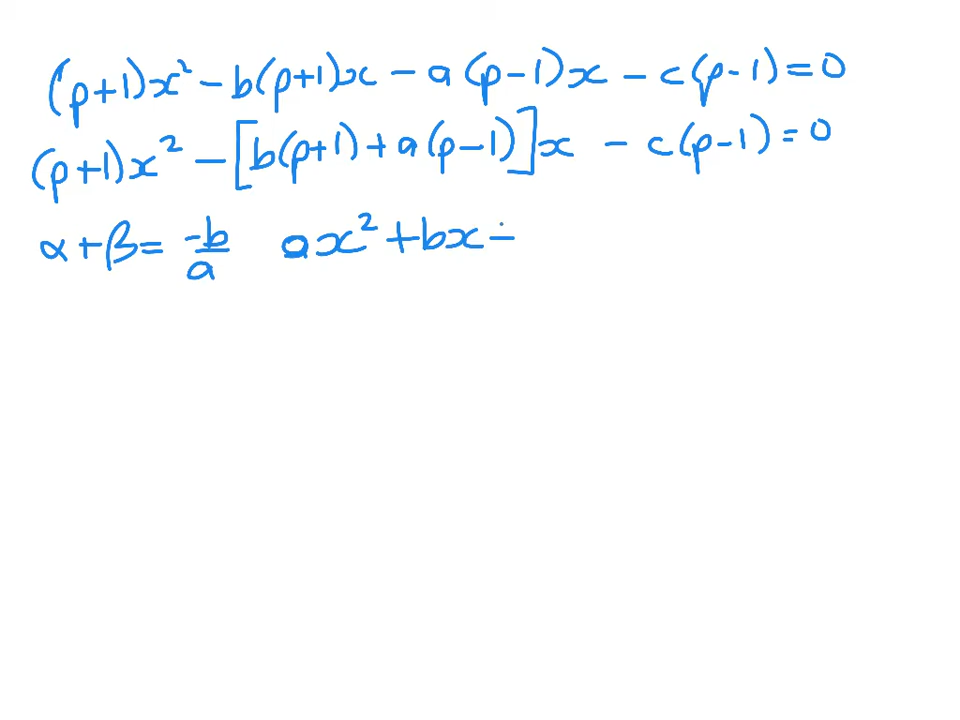 (p+1)x² - b(p+1)x - a(p-1)x - c(p-1) = 0
(p+1)x² - [b(p+1) + a(p-1)]x - c(p-1) = 0
α + β = -b/a ax² + bx -